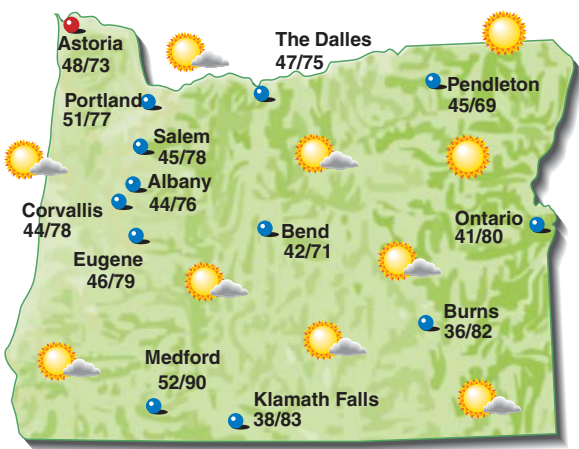 Astoria
48/73
The Dalles
47/75
Pendleton
45/69
Portland
51/77
Salem
45/78
Albany
44/76
Corvallis
44/78
Eugene
46/79
Bend
42/71
Ontario
41/80
Burns
36/82
Medford
52/90
Klamath Falls
38/83